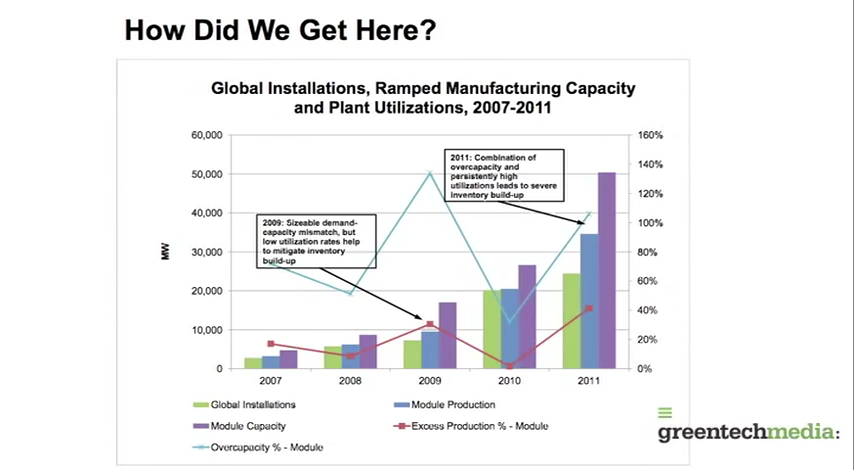 How Did We Get Here?
Global Installations, Ramped Manufacturing Capacity
and Plant Utilizations, 2007-2011
60,000
50,000
40,000
30,000
20,000
10,000
0
MW
160%
140%
120%
100%
80%
60%
40%
20%
0%
2009: Sizeable demand-
capacity mismatch, but
low utilization rates help
to mitigate inventory
build-up
2011: Combination of
overcapacity and
persistently high
utilizations leads to severe
inventory build-up
2007 2008 2009 2010 2011
Global Installations Module Production
Module Capacity Excess Production % - Module
Overcapacity % - Module
greentechmedia: